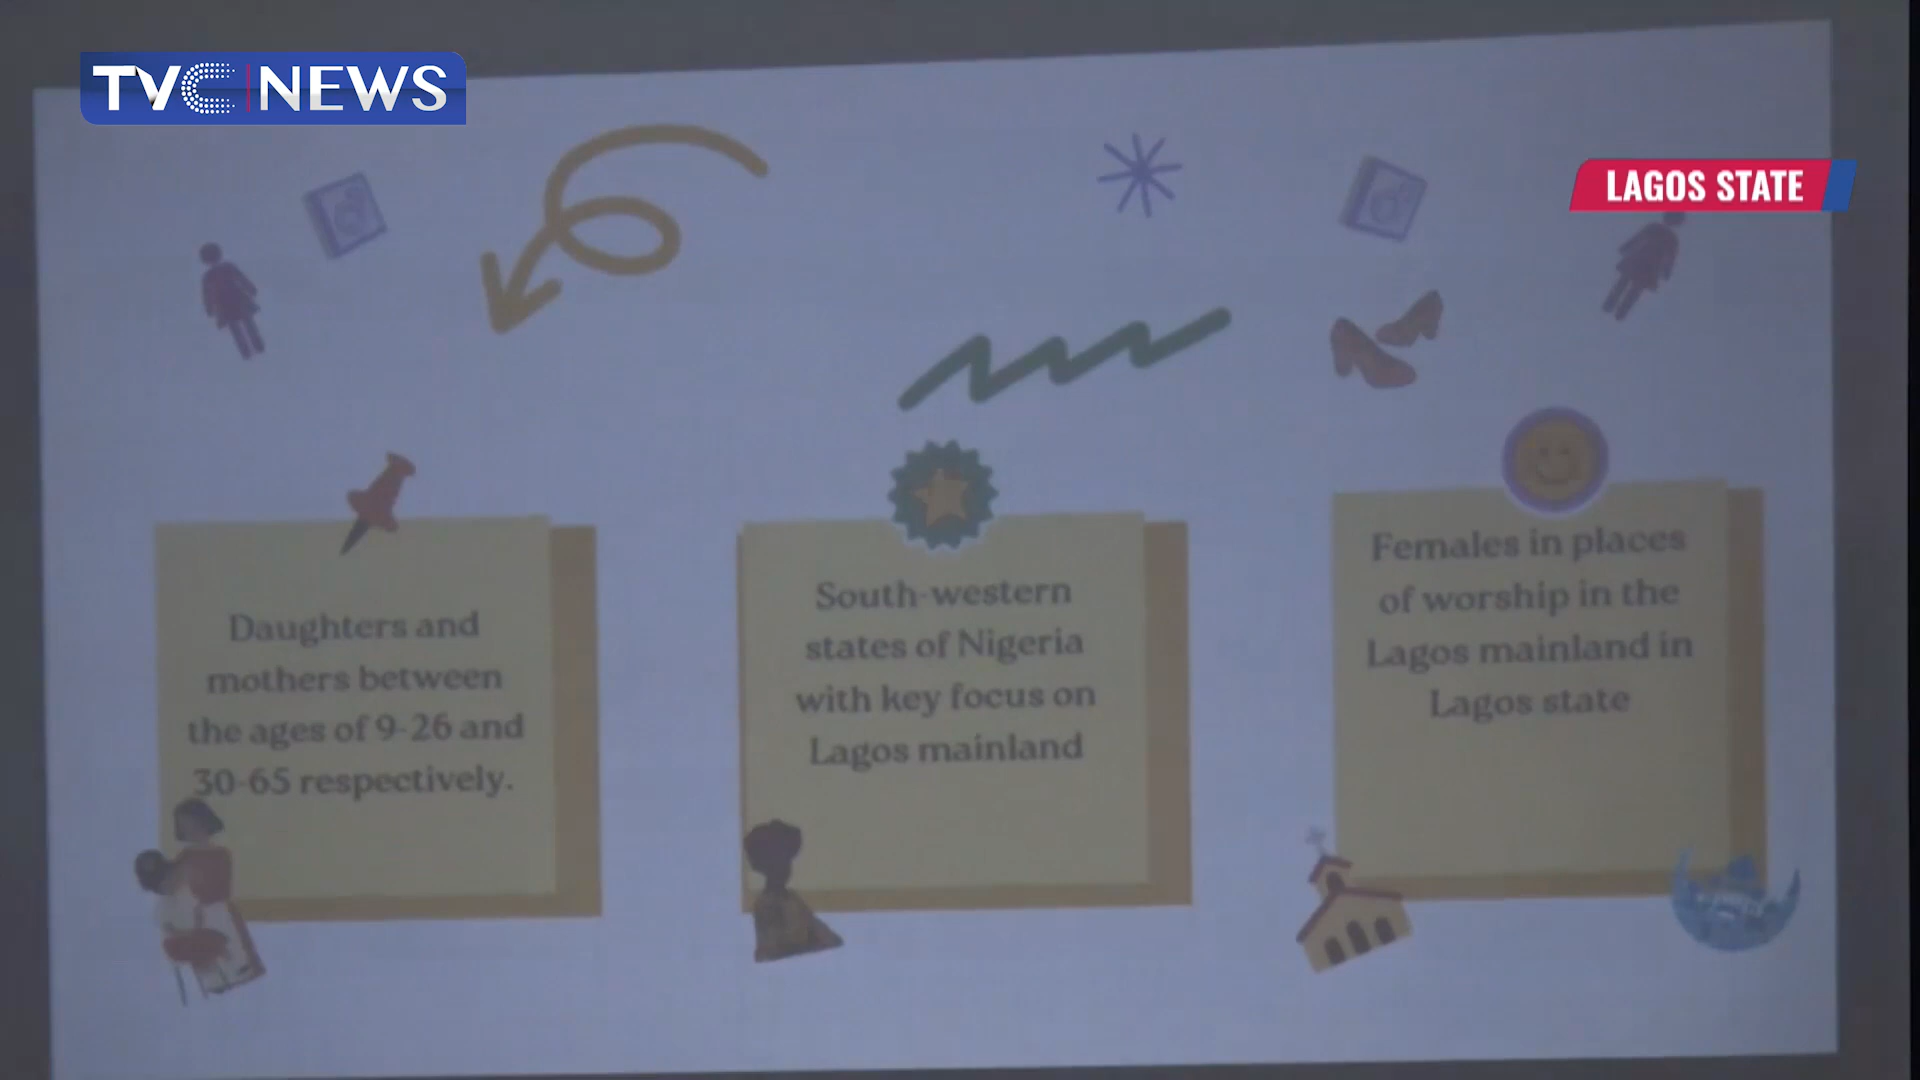 TVC NEWS
LAGOS STATE
Daughters and
mothers between
the ages of 9-26 and
30-65 respectively.
South-western
states of Nigeria
with key focus on
Lagos mainland
Females in places
of worship in the
Lagos mainland in
Lagos state